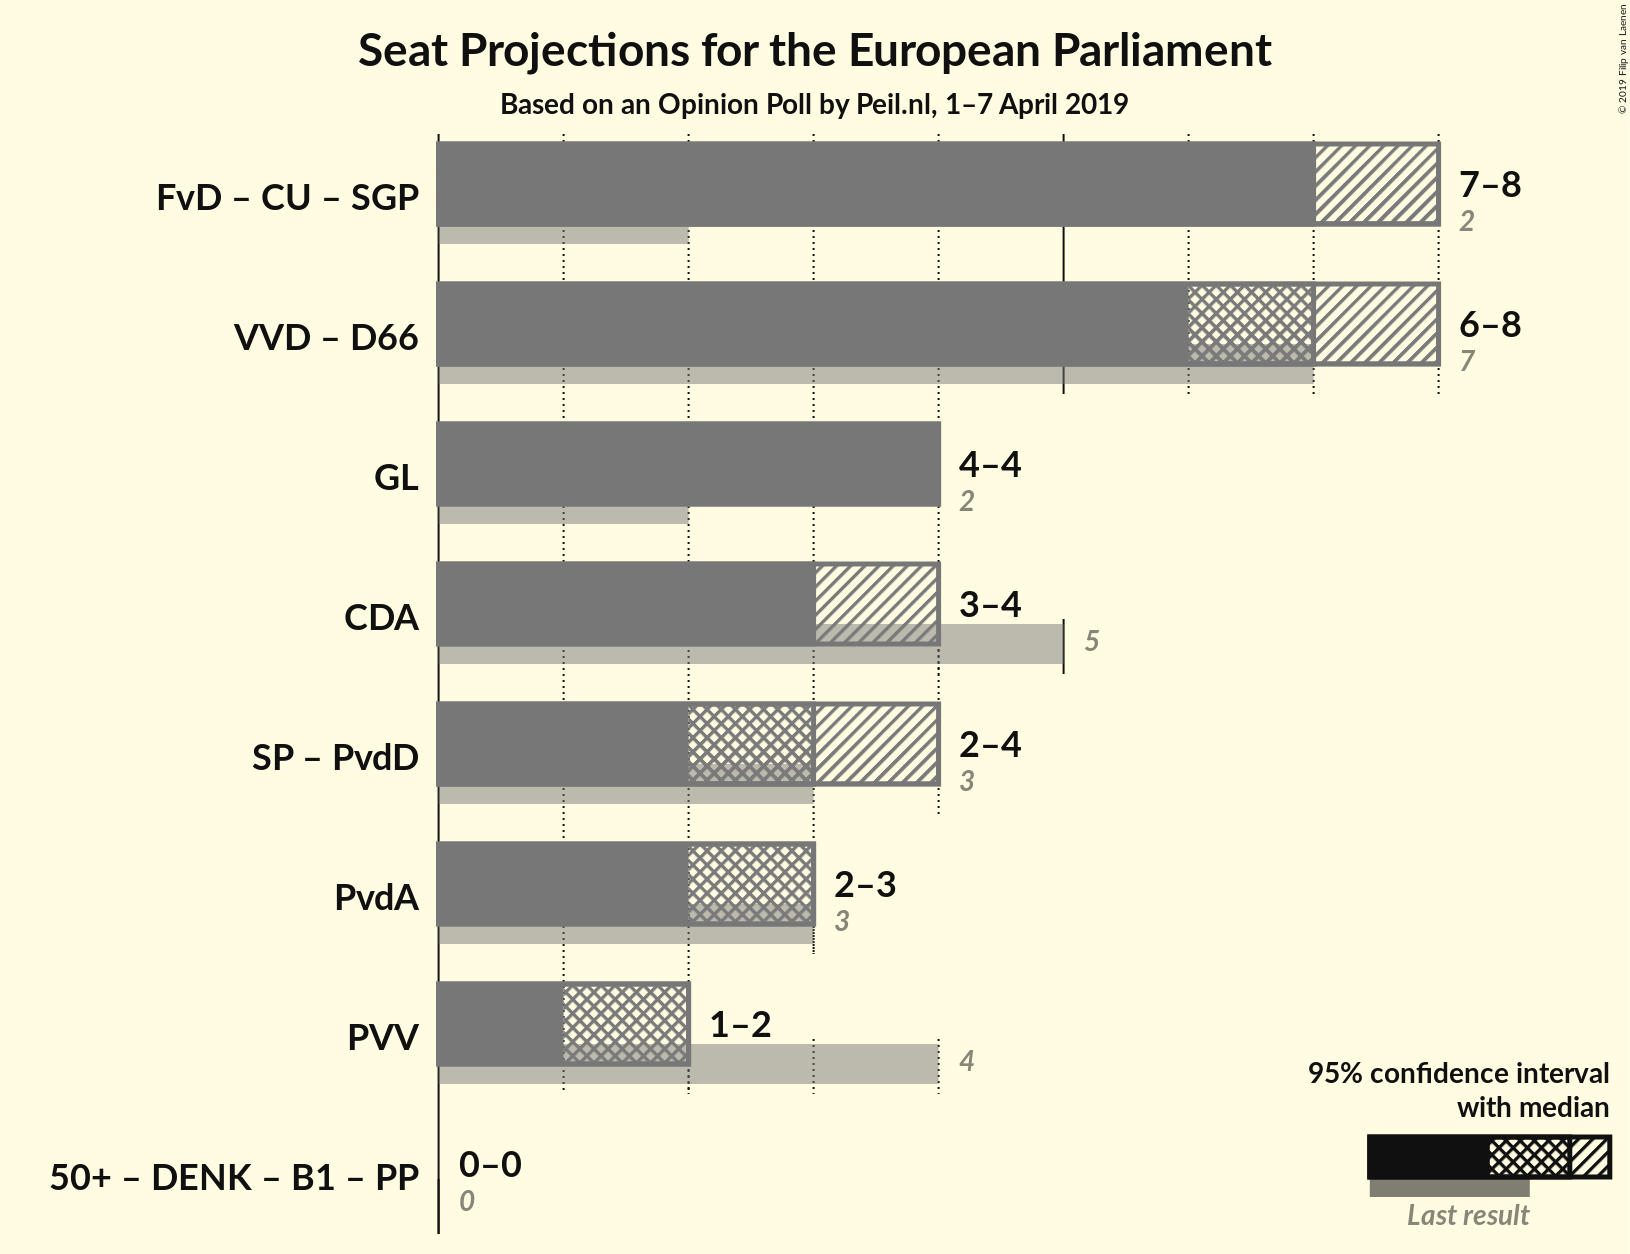 Seat Projections for the European Parliament
Based on an Opinion Poll by Peil.nl, 1–7 April 2019
© 2019 Filip van Laenen
FvD – CU – SGP
7–8
2
VVD – D66
6–8
7
GL
4–4
2
CDA
3–4
5
SP – PvdD
2–4
3
PvdA
2–3
3
PVV
1–2
4
50+ – DENK – B1 – PP
0–0
0
95% confidence interval
with median
Last result